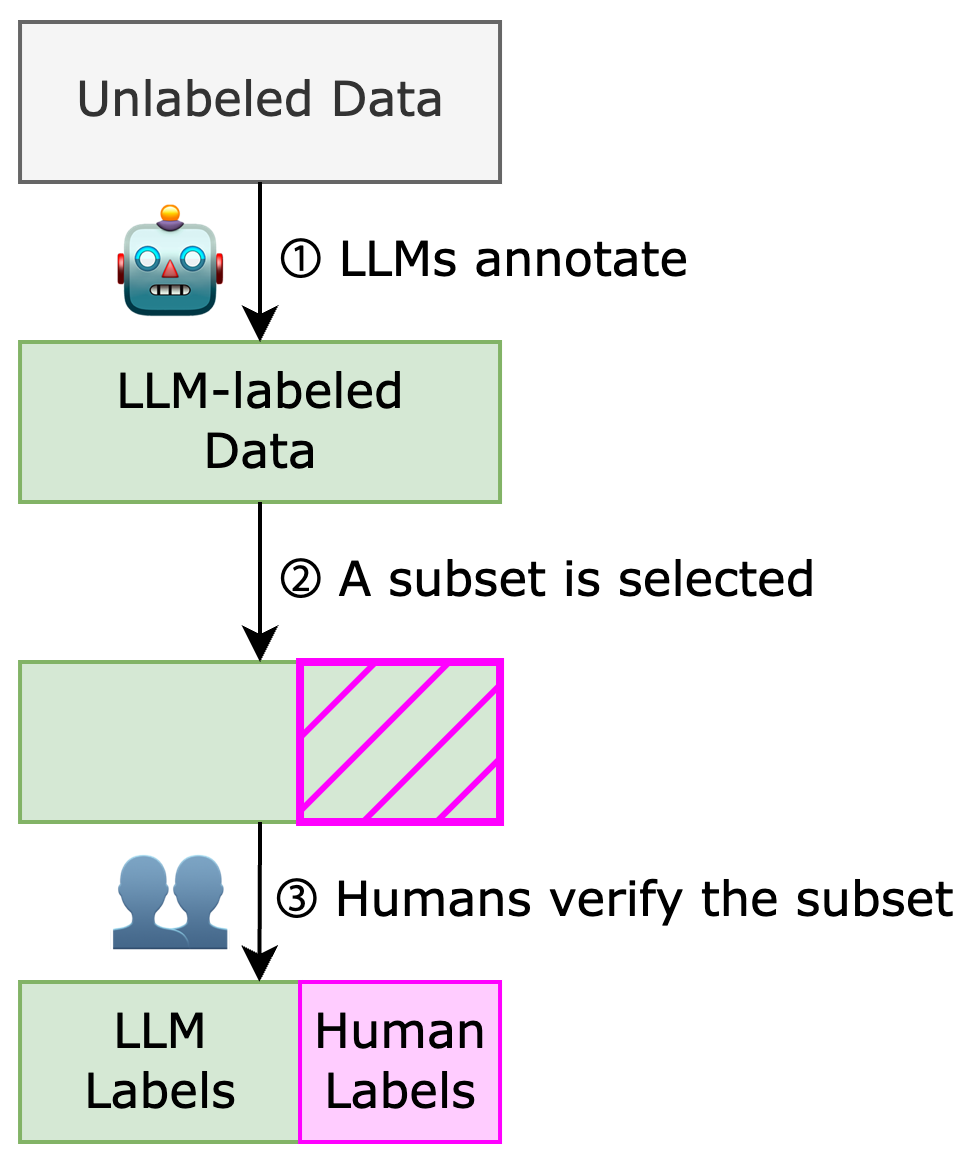 Unlabeled Data
① LLMs annotate
LLM-labeled
Data
② A subset is selected
③ Humans verify the subset
LLM
Labels
Human
Labels